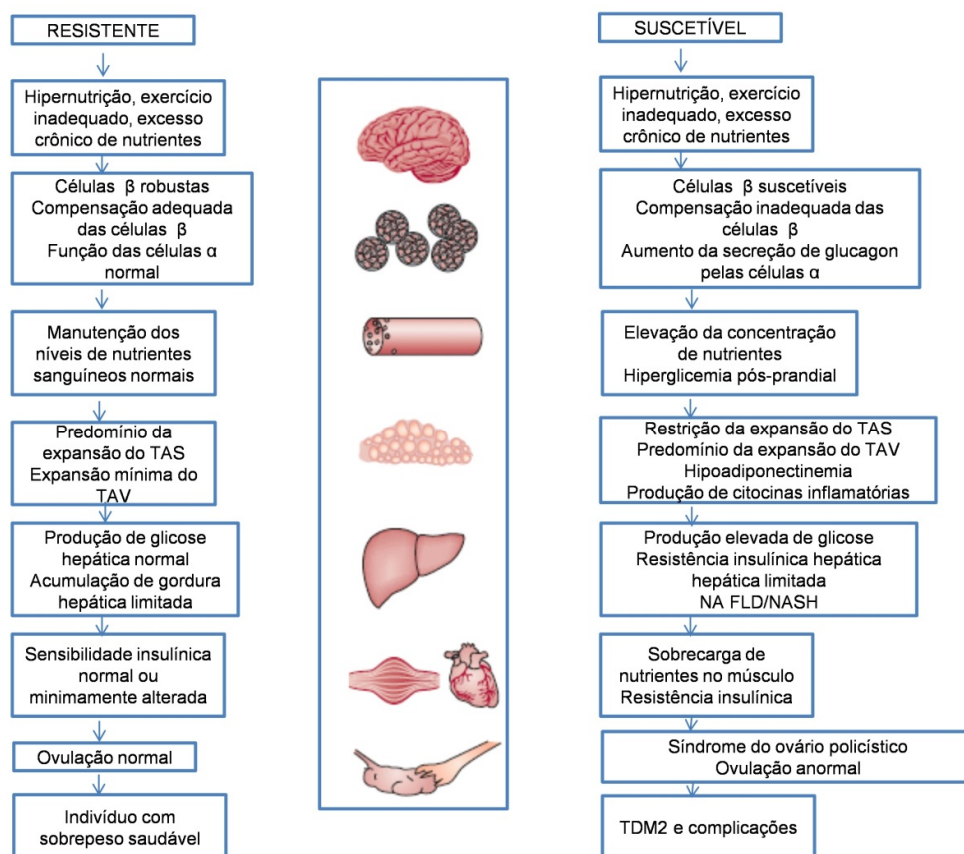 RESISTENTE
Hipernutrição, exercício
inadequado, excesso
crônico de nutrientes
Células β robustas
Compensação adequada
das células β
Função das células α
normal
Manutenção dos
níveis de nutrientes
sanguíneos normais
Predomínio da
expansão do TAS
Expansão mínima do
TAV
Produção de glicose
hepática normal
Acumulação de gordura
hepática limitada
Sensibilidade insulínica
normal ou
minimamente alterada
Ovulação normal
Indivíduo com
sobrepeso saudável
SUSCETÍVEL
Hipernutrição, exercício
inadequado, excesso
crônico de nutrientes
Células β suscetíveis
Compensação inadequada das
células β
Aumento da secreção de glucagon
pelas células α
Elevação da concentração
de nutrientes
Hiperglicemia pós-prandial
Restrição da expansão do TAS
Predomínio da expansão do TAV
Hipoadiponectinemia
Produção de citocinas inflamatórias
Produção elevada de glicose
Resistência insulínica hepática
hepática limitada
NA FLD/NASH
Sobrecarga de
nutrientes no músculo
Resistência insulínica
Síndrome do ovário policístico
Ovulação anormal
TDM2 e complicações